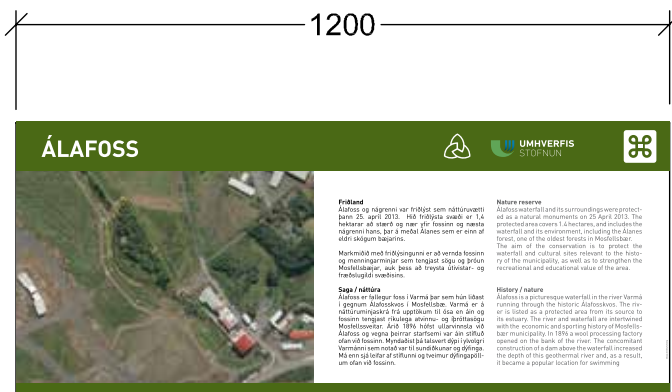 1200
ÁLAFOSS
UMHVERFIS
STOFNUN
Friðland
Álafoss og nágrenni var friðlýst sem náttúruvætti
þann 25. apríl 2013. Hið friðlýsta svæði er 1,4
hektarar að stærð og nær yfir fossinn og næsta
nágrenni hans, þar á meðal Álanes sem er einn af
eldri skógum bæjarins.
Markmiðið með friðlýsingunni er að vernda fossinn
og menningarminjar sem tengjast sögu og þróun
Mosfellsbæjar, auk þess að treysta útivistar- og
fræðslugildi svæðisins.
Saga / náttúra
Álafoss er fallegur foss í Varmá þar sem hún liðast
í gegnum Álafosskvos í Mosfellsbæ. Varmá er á
náttúruminjaskrá frá upptökum til ósa en áin og
fossinn tengjast ríkulega atvinnu- og íþróttasögu
Mosfellssveitar. Árið 1896 hófst ullarvinnsla við
Álafoss og vegna þeirrar starfsemi var áin stífluð
ofan við fossinn. Myndaðist þá talsvert dýpi í ylvolgri
Varmánni sem notað var til sundiðkunar og dýfinga.
Má enn sjá leifar af stíflunni og tveimur dýfingapöll-
um ofan við fossinn.
Nature reserve
Álafoss waterfall and its surroundings were protect-
ed as a natural monuments on 25 April 2013. The
protected area covers 1.4 hectares, and includes the
waterfall and its environment, including the Álanes
forest, one of the oldest forests in Mosfellsbær.
The aim of the conservation is to protect the
waterfall and cultural sites relevant to the histo-
ry of the municipality, as well as to strengthen the
recreational and educational value of the area.
History / nature
Álafoss is a picturesque waterfall in the river Varmá
running through the historic Álafosskvos. The riv-
er is listed as a protected area from its source to
its estuary. The river and waterfall are intertwined
with the economic and sporting history of Mosfells-
bær municipality. In 1896 a wool processing factory
opened on the bank of the river. The concomitant
construction of a dam above the waterfall increased
the depth of this geothermal river and, as a result,
it became a popular location for swimming